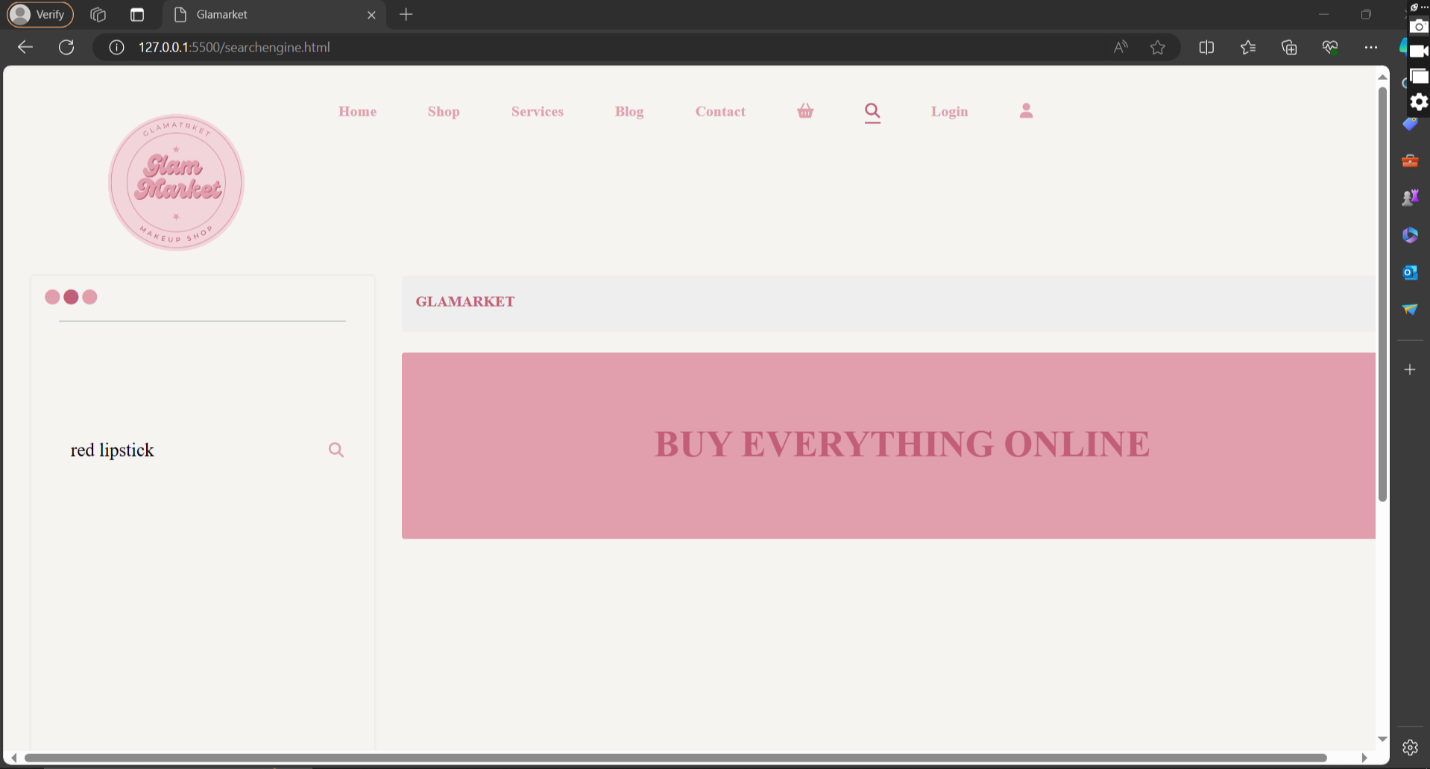 Verify
Glamarket
127.0.0.1:5500/searchengine.html
Home Shop Services Blog Contact Login
GLAMATRKET
Glam
Market
MAKEUP SHOP
GLAMARKET
BUY EVERYTHING ONLINE
red lipstick